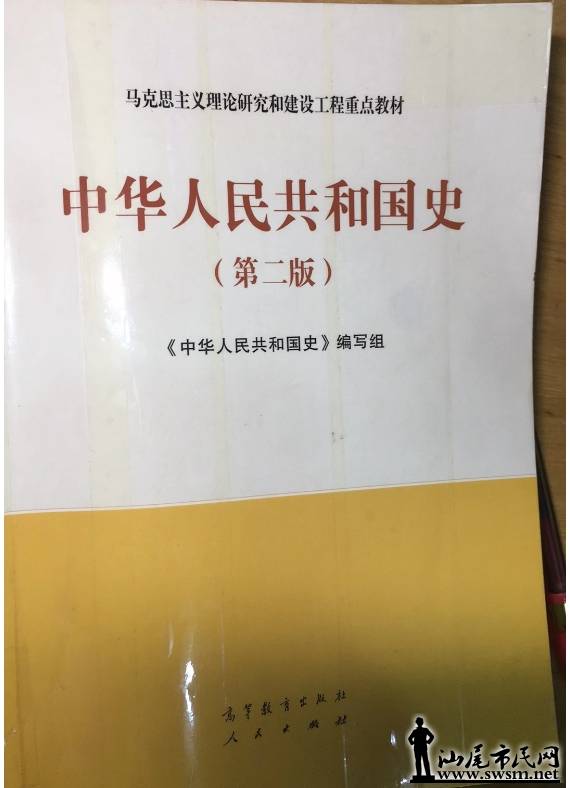 马克思主义理论研究和建设工程重点教材
中华人民共和国史
（第二版）
《中华人民共和国史》编写组
高等教育出版社
人民出版社
汕尾市民网
www.swsm.net